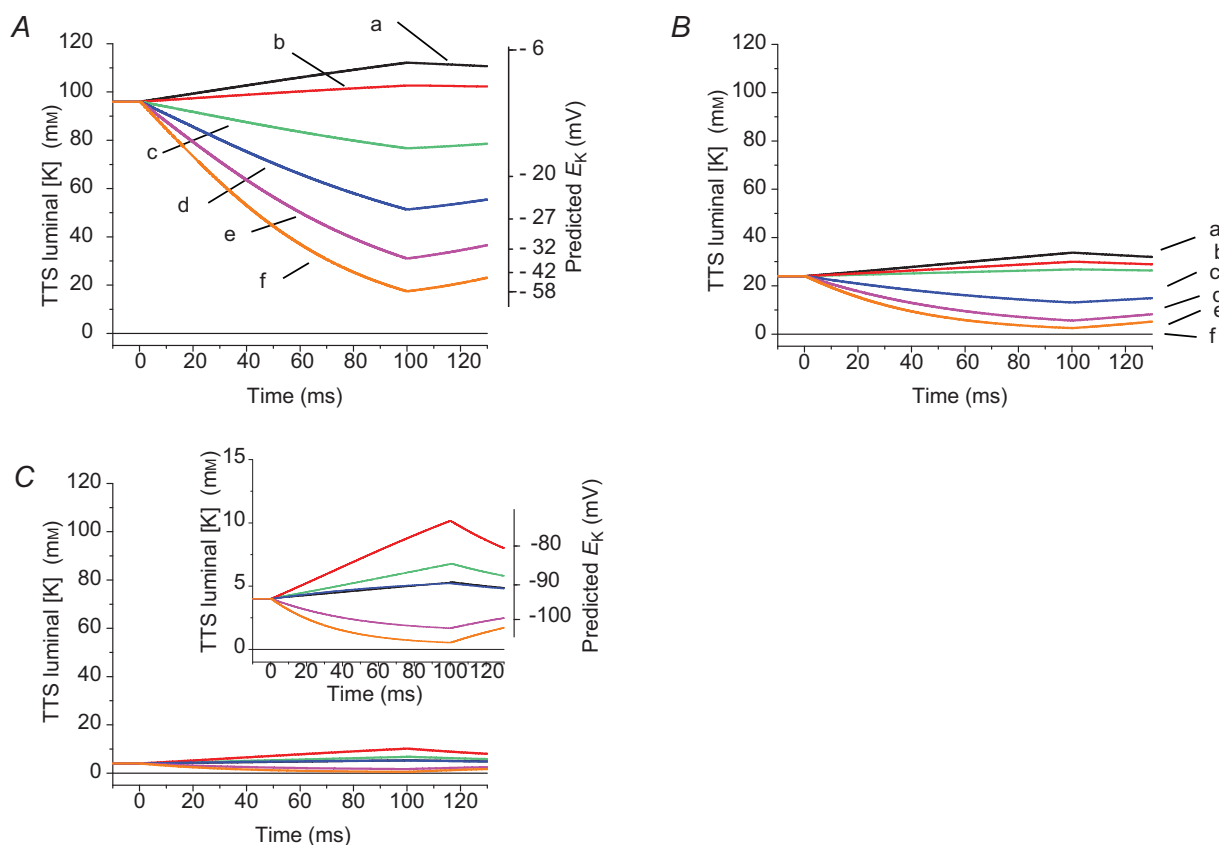 A
120
100
80
60
40
20
0
TTS luminal [K] (mM)
a
b
c
d
e
f
- 6
- 20
- 27
- 32
- 42
- 58
Predicted EK (mV)
0 20 40 60 80 100 120
Time (ms)
B
120
100
80
60
40
20
0
TTS luminal [K] (mM)
a
b
c
d
e
f
0 20 40 60 80 100 120
Time (ms)
C
120
100
80
60
40
20
0
TTS luminal [K] (mM)
0 20 40 60 80 100 120
Time (ms)
15
10
5
0
TTS luminal [K] (mM)
-80
-90
-100
Predicted EK (mV)
0 20 40 60 80 100 120
Time (ms)